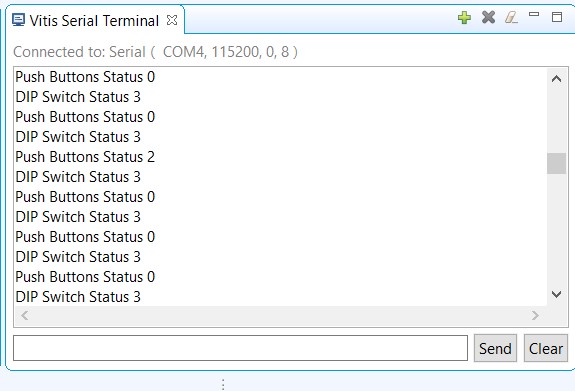 Vitis Serial Terminal
Connected to: Serial ( COM4, 115200, 0, 8 )
Push Buttons Status 0
DIP Switch Status 3
Push Buttons Status 0
DIP Switch Status 3
Push Buttons Status 2
DIP Switch Status 3
Push Buttons Status 0
DIP Switch Status 3
Push Buttons Status 0
DIP Switch Status 3
Push Buttons Status 0
DIP Switch Status 3
Send Clear